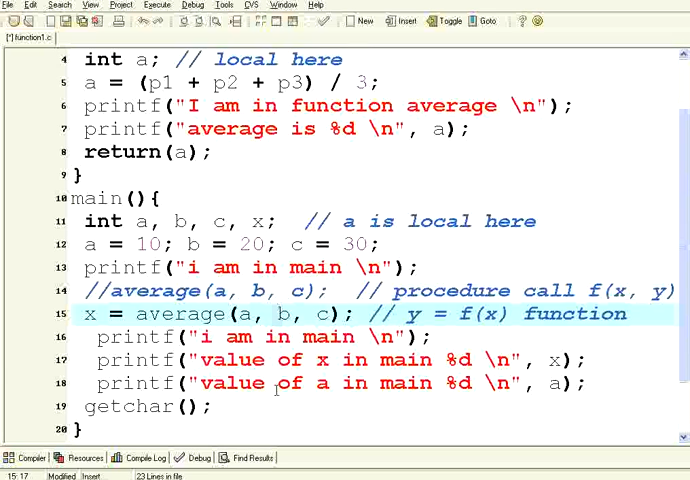 File Edit Search View Project Execute Debug Tools CVS Window Help
New Insert Toggle Goto
[*] function1.c
4 int a; // local here
5 a = (p1 + p2 + p3) / 3;
6 printf("I am in function average \n");
7 printf("average is %d \n", a);
8 return(a);
9 }
10 main(){
11 int a, b, c, x; // a is local here
12 a = 10; b = 20; c = 30;
13 printf("i am in main \n");
14 //average(a, b, c); // procedure call f(x, y)
15 x = average(a, b, c); // y = f(x) function
16 printf("i am in main \n");
17 printf("value of x in main %d \n", x);
18 printf("value of a in main %d \n", a);
19 getchar();
20 }
Compiler Resources Compile Log Debug Find Results
15: 17 Modified Insert 23 Lines in file